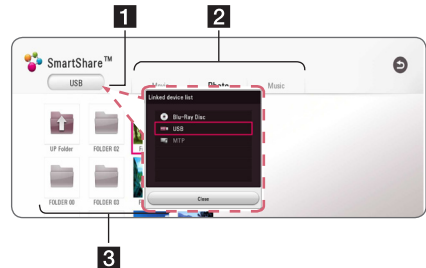 1
2
SmartShare™
USB
Photo
Music
Linked device list
Blu-Ray Disc
USB
MTP
Close
UP Folder
FOLDER 02
FOLDER 00
FOLDER 03
3